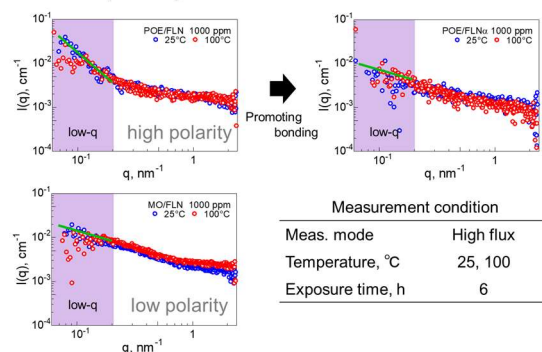 POE/FLN 1000 ppm
25°C 100°C
I(q), cm⁻¹
10⁻¹
10⁻²
10⁻³
10⁻⁴
low-q
high polarity
10⁻¹ 1
q, nm⁻¹
Promoting
bonding
POE/FLNα 1000 ppm
25°C 100°C
I(q), cm⁻¹
10⁻¹
10⁻²
10⁻³
10⁻⁴
low-q
10⁻¹ 1
q, nm⁻¹
MO/FLN 1000 ppm
25°C 100°C
I(q), cm⁻¹
10⁻¹
10⁻²
10⁻³
10⁻⁴
low-q
low polarity
10⁻¹ 1
q, nm⁻¹
Measurement condition
Meas. mode High flux
Temperature, °C 25, 100
Exposure time, h 6